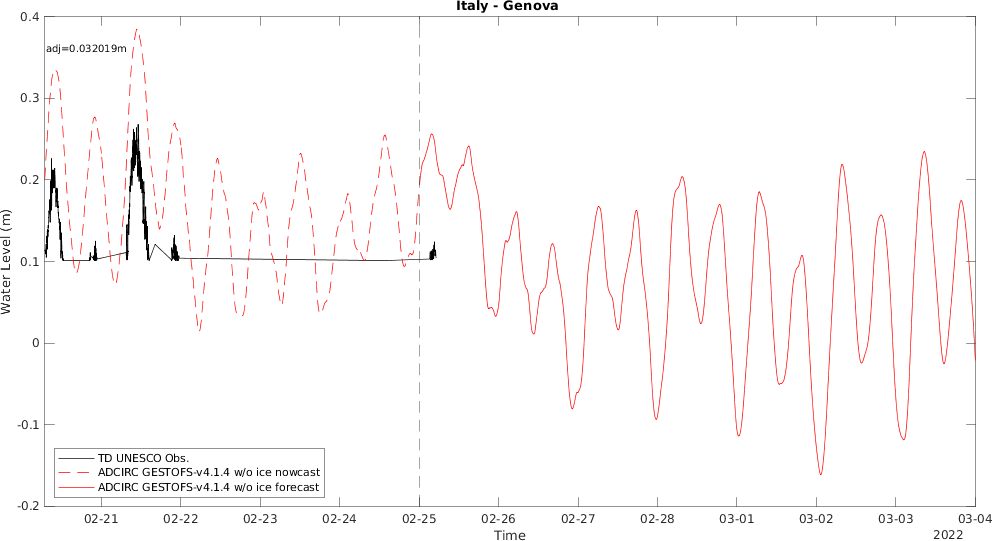 Italy - Genova
adj=0.032019m
Water Level (m)
0.4
0.3
0.2
0.1
0
-0.1
-0.2
TD UNESCO Obs.
ADCIRC GESTOFS-v4.1.4 w/o ice nowcast
ADCIRC GESTOFS-v4.1.4 w/o ice forecast
02-21 02-22 02-23 02-24 02-25 02-26 02-27 02-28 03-01 03-02 03-03 03-04
Time
2022